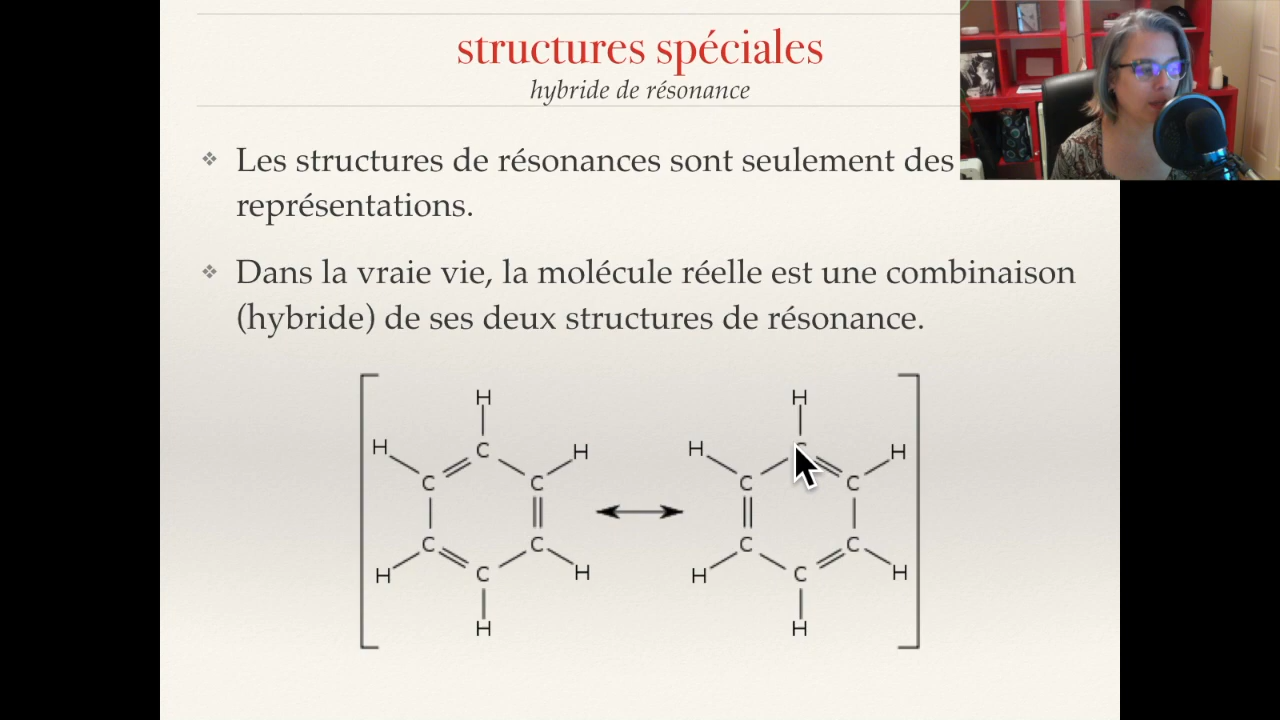 structures spéciales
hybride de résonance
Les structures de résonances sont seulement des
représentations.
Dans la vraie vie, la molécule réelle est une combinaison
(hybride) de ses deux structures de résonance.
H H
H C H H C H
C C C C
C C C C
H C H H C H
H H